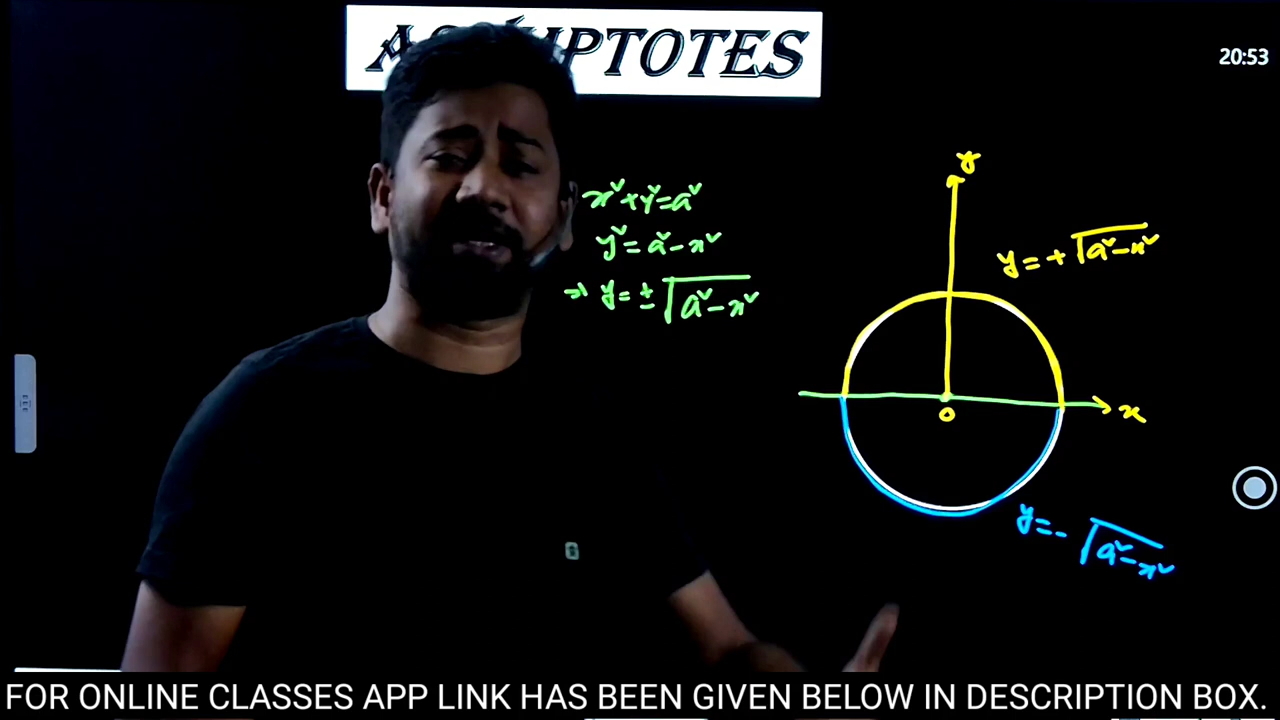 ASYMPTOTES
20:53
x²+y²=a²
y²=a²-x²
⇒ y=±√(a²-x²)
y
y=+√(a²-x²)
o
x
y=-√(a²-x²)
FOR ONLINE CLASSES APP LINK HAS BEEN GIVEN BELOW IN DESCRIPTION BOX.